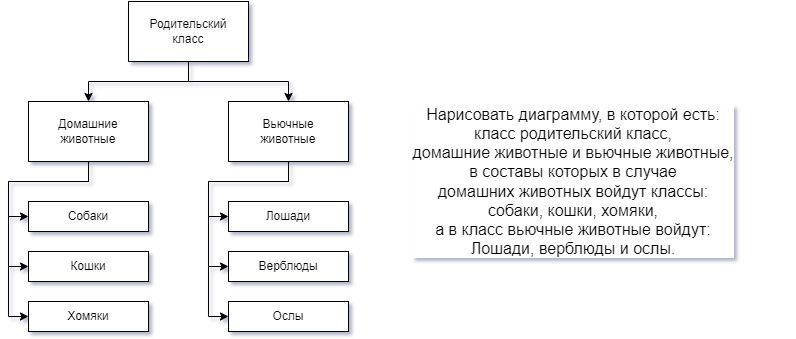 Родительский
класс
Домашние
животные
Вьючные
животные
Собаки
Лошади
Кошки
Верблюды
Хомяки
Ослы
Нарисовать диаграмму, в которой есть:
класс родительский класс,
домашние животные и вьючные животные,
в составы которых в случае
домашних животных войдут классы:
собаки, кошки, хомяки,
а в класс вьючные животные войдут:
Лошади, верблюды и ослы.